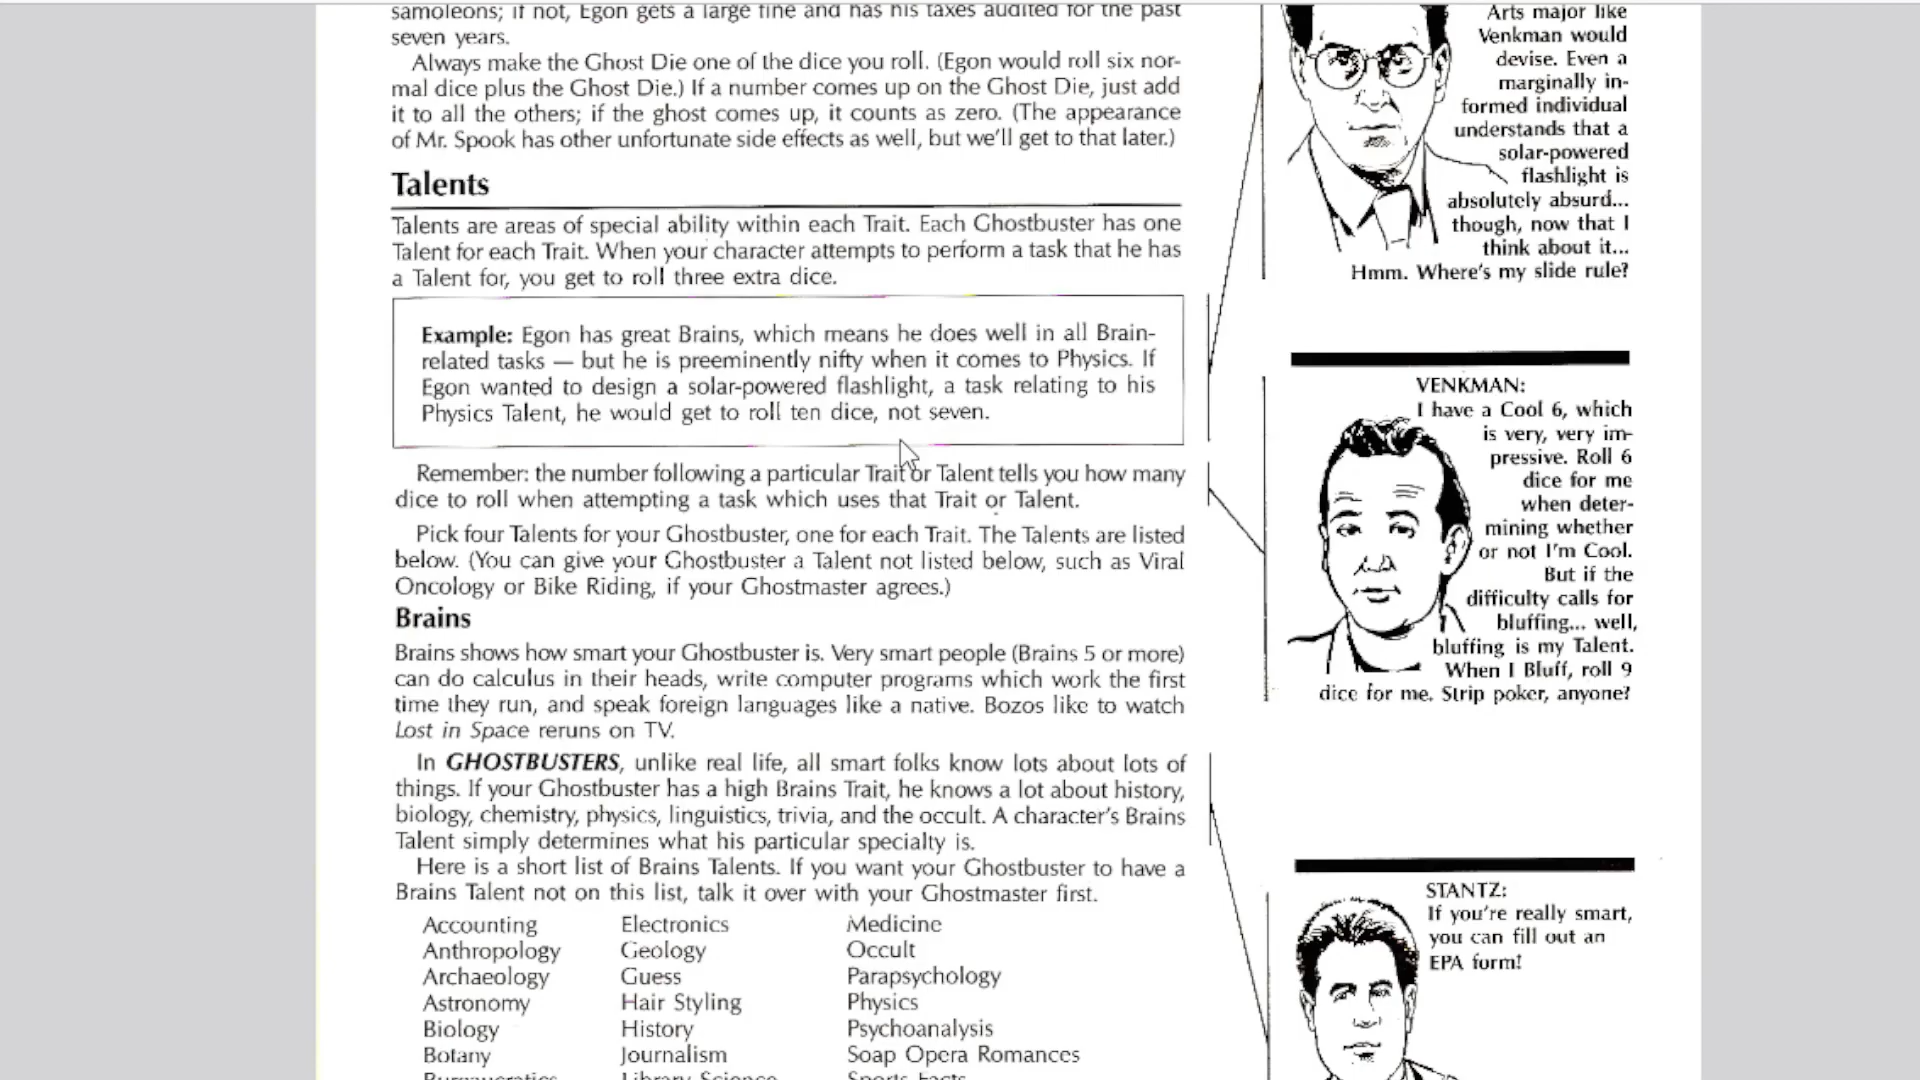 samoleons; if not, Egon gets a large fine and has his taxes audited for the past
seven years.
Always make the Ghost Die one of the dice you roll. (Egon would roll six nor-
mal dice plus the Ghost Die.) If a number comes up on the Ghost Die, just add
it to all the others; if the ghost comes up, it counts as zero. (The appearance
of Mr. Spook has other unfortunate side effects as well, but we'll get to that later.)
Talents
Talents are areas of special ability within each Trait. Each Ghostbuster has one
Talent for each Trait. When your character attempts to perform a task that he has
a Talent for, you get to roll three extra dice.
Example: Egon has great Brains, which means he does well in all Brain-
related tasks — but he is preeminently nifty when it comes to Physics. If
Egon wanted to design a solar-powered flashlight, a task relating to his
Physics Talent, he would get to roll ten dice, not seven.
Remember: the number following a particular Trait or Talent tells you how many
dice to roll when attempting a task which uses that Trait or Talent.
Pick four Talents for your Ghostbuster, one for each Trait. The Talents are listed
below. (You can give your Ghostbuster a Talent not listed below, such as Viral
Oncology or Bike Riding, if your Ghostmaster agrees.)
Brains
Brains shows how smart your Ghostbuster is. Very smart people (Brains 5 or more)
can do calculus in their heads, write computer programs which work the first
time they run, and speak foreign languages like a native. Bozos like to watch
Lost in Space reruns on TV.
In GHOSTBUSTERS, unlike real life, all smart folks know lots about lots of
things. If your Ghostbuster has a high Brains Trait, he knows a lot about history,
biology, chemistry, physics, linguistics, trivia, and the occult. A character's Brains
Talent simply determines what his particular specialty is.
Here is a short list of Brains Talents. If you want your Ghostbuster to have a
Brains Talent not on this list, talk it over with your Ghostmaster first.
Accounting Electronics Medicine
Anthropology Geology Occult
Archaeology Guess Parapsychology
Astronomy Hair Styling Physics
Biology History Psychoanalysis
Botany Journalism Soap Opera Romances
Bureaucratics Library Science Sports Facts
Arts major like
Venkman would
devise. Even a
marginally in-
formed individual
understands that a
solar-powered
flashlight is
absolutely absurd...
though, now that I
think about it...
Hmm. Where's my slide rule?
VENKMAN:
I have a Cool 6, which
is very, very im-
pressive. Roll 6
dice for me
when deter-
mining whether
or not I'm Cool.
But if the
difficulty calls for
bluffing... well,
bluffing is my Talent.
When I Bluff, roll 9
dice for me. Strip poker, anyone?
STANTZ:
If you're really smart,
you can fill out an
EPA form!